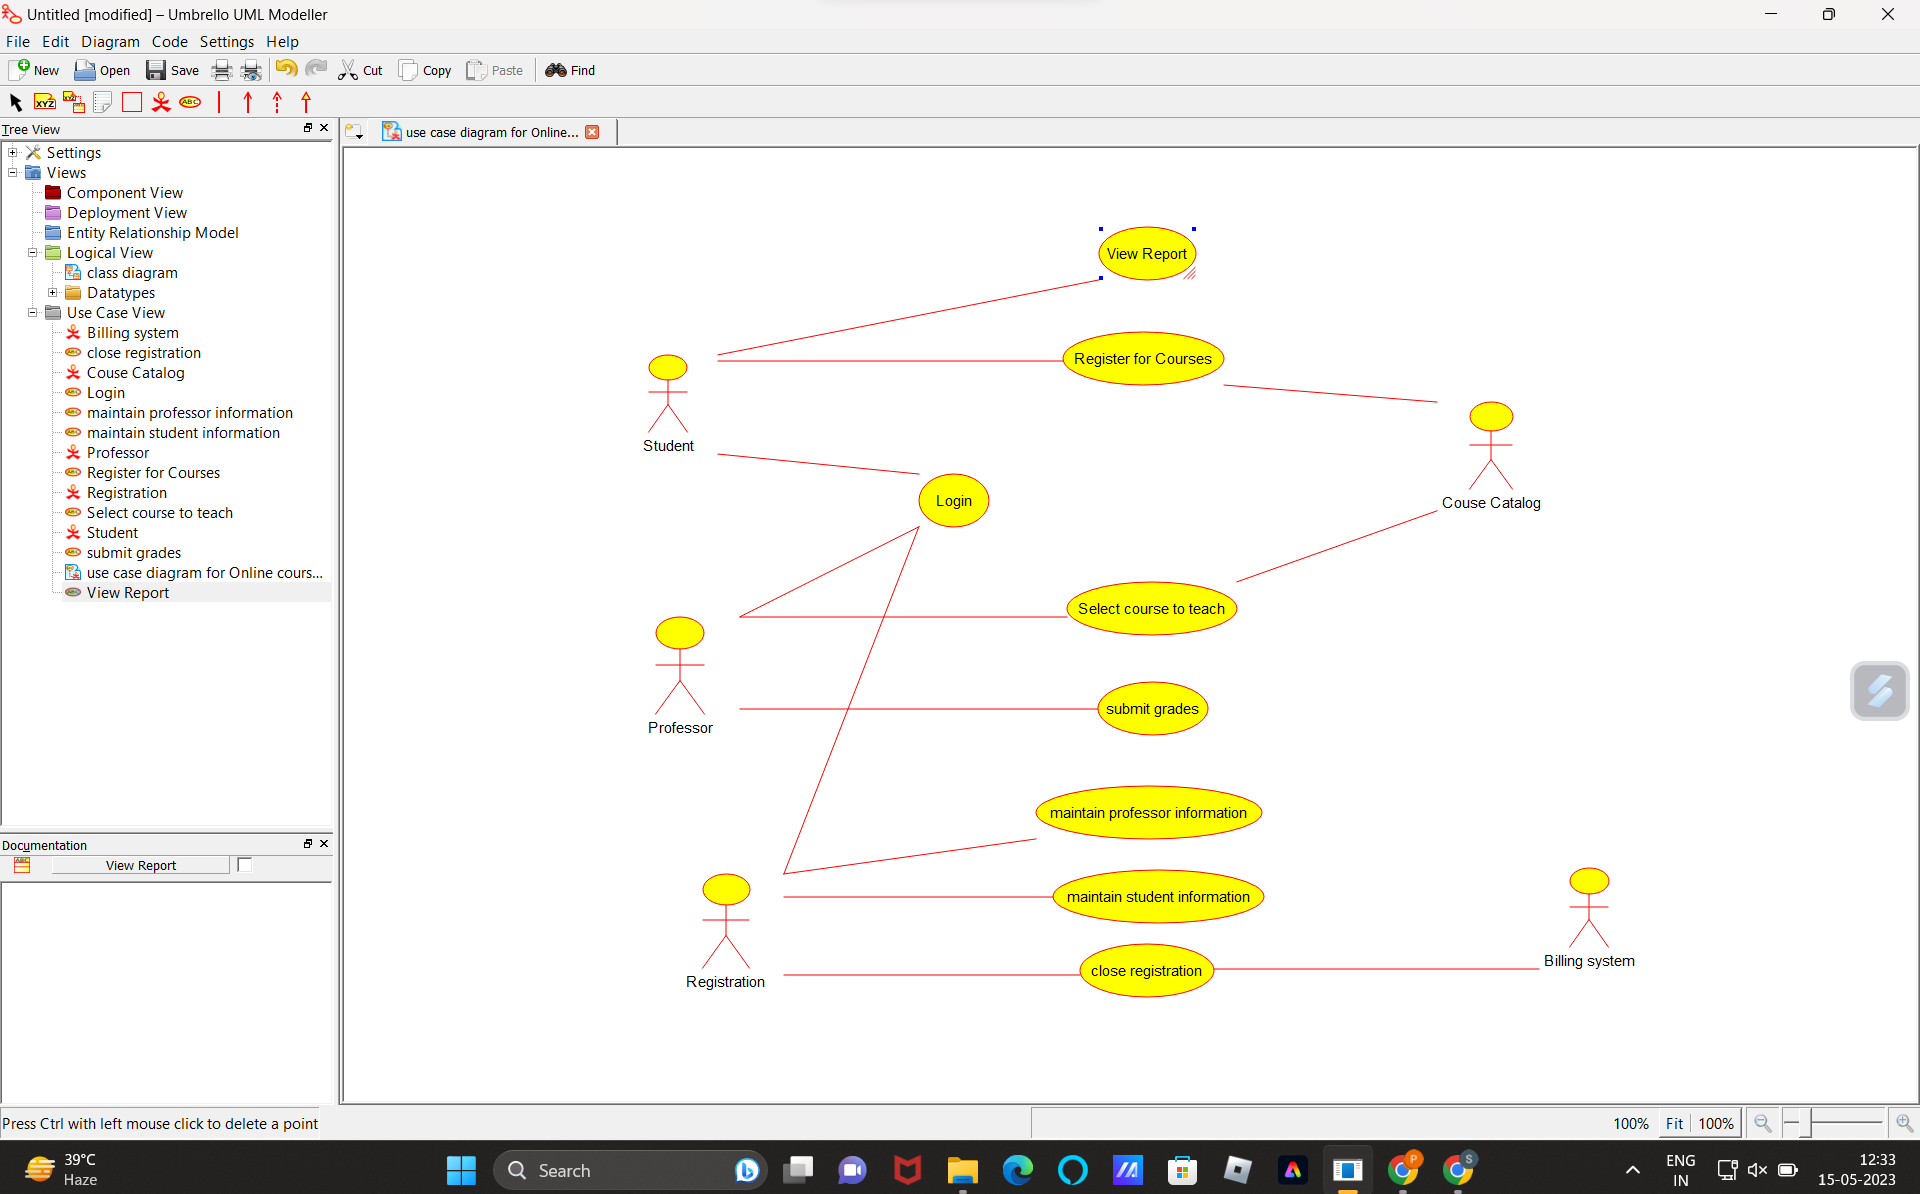 Untitled [modified] – Umbrello UML Modeller
File Edit Diagram Code Settings Help
New Open Save Cut Copy Paste Find
XYZ XYZ ABC
Tree View
use case diagram for Online...
Settings
Views
Component View
Deployment View
Entity Relationship Model
Logical View
class diagram
Datatypes
Use Case View
Billing system
close registration
Couse Catalog
Login
maintain professor information
maintain student information
Professor
Register for Courses
Registration
Select course to teach
Student
submit grades
use case diagram for Online cours...
View Report
Documentation
View Report
View Report
Register for Courses
Student
Login
Couse Catalog
Select course to teach
Professor
submit grades
maintain professor information
maintain student information
Registration
close registration
Billing system
Press Ctrl with left mouse click to delete a point
100% Fit 100%
39°C
Haze
Search
P
S
ENG
IN
12:33
15-05-2023